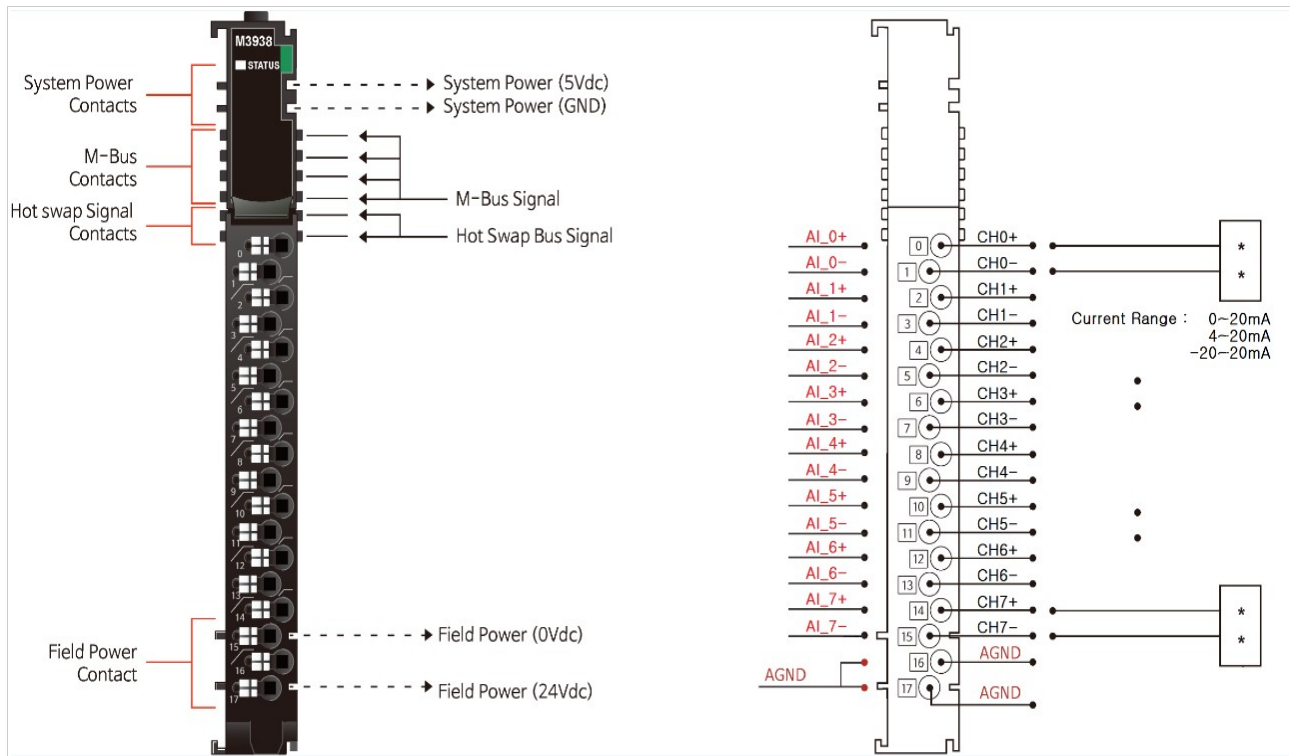 M3938
STATUS
System Power
Contacts
System Power (5Vdc)
System Power (GND)
M-Bus
Contacts
M-Bus Signal
Hot swap Signal
Contacts
Hot Swap Bus Signal
0
1
2
3
4
5
6
7
8
9
10
11
12
13
14
15
16
17
Field Power
Contact
Field Power (0Vdc)
Field Power (24Vdc)
AI_0+ 0 CH0+ *
AI_0- 1 CH0- *
AI_1+ 2 CH1+
AI_1- 3 CH1-
Current Range : 0~20mA
4~20mA
-20~20mA
AI_2+ 4 CH2+
AI_2- 5 CH2-
AI_3+ 6 CH3+
AI_3- 7 CH3-
AI_4+ 8 CH4+
AI_4- 9 CH4-
AI_5+ 10 CH5+
AI_5- 11 CH5-
AI_6+ 12 CH6+
AI_6- 13 CH6-
AI_7+ 14 CH7+ *
AI_7- 15 CH7- *
AGND 16 AGND
17 AGND